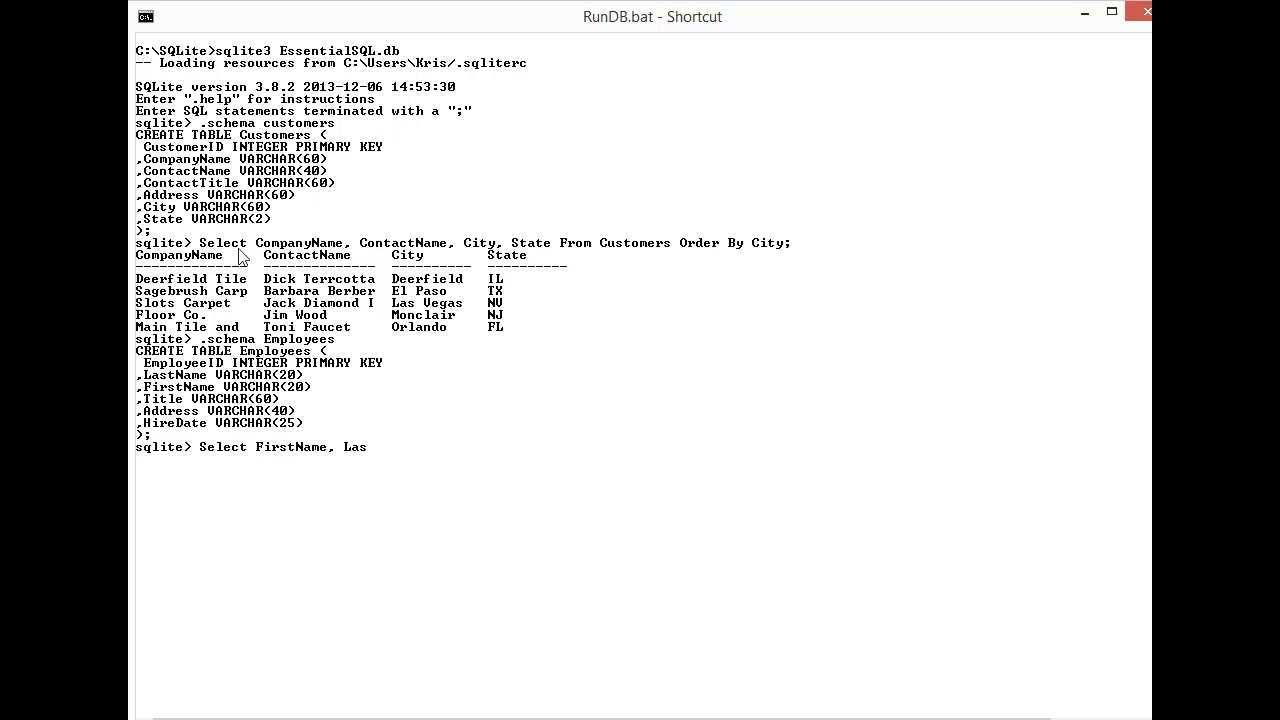 RunDB.bat - Shortcut
C:\SQLite>sqlite3 EssentialSQL.db
-- Loading resources from C:\Users\Kris/.sqliterc
SQLite version 3.8.2 2013-12-06 14:53:30
Enter ".help" for instructions
Enter SQL statements terminated with a ";"
sqlite> .schema customers
CREATE TABLE Customers (
 CustomerID INTEGER PRIMARY KEY
,CompanyName VARCHAR(60)
,ContactName VARCHAR(40)
,ContactTitle VARCHAR(60)
,Address VARCHAR(60)
,City VARCHAR(60)
,State VARCHAR(2)
);
sqlite> Select CompanyName, ContactName, City, State From Customers Order By City;
CompanyName     ContactName     City        State
--------------  --------------  ----------  ----------
Deerfield Tile  Dick Terrcotta  Deerfield   IL
Sagebrush Carp  Barbara Berber  El Paso     TX
Slots Carpet    Jack Diamond I  Las Vegas   NV
Floor Co.       Jim Wood        Monclair    NJ
Main Tile and   Toni Faucet     Orlando     FL
sqlite> .schema Employees
CREATE TABLE Employees (
 EmployeeID INTEGER PRIMARY KEY
,LastName VARCHAR(20)
,FirstName VARCHAR(20)
,Title VARCHAR(60)
,Address VARCHAR(40)
,HireDate VARCHAR(25)
);
sqlite> Select FirstName, Las